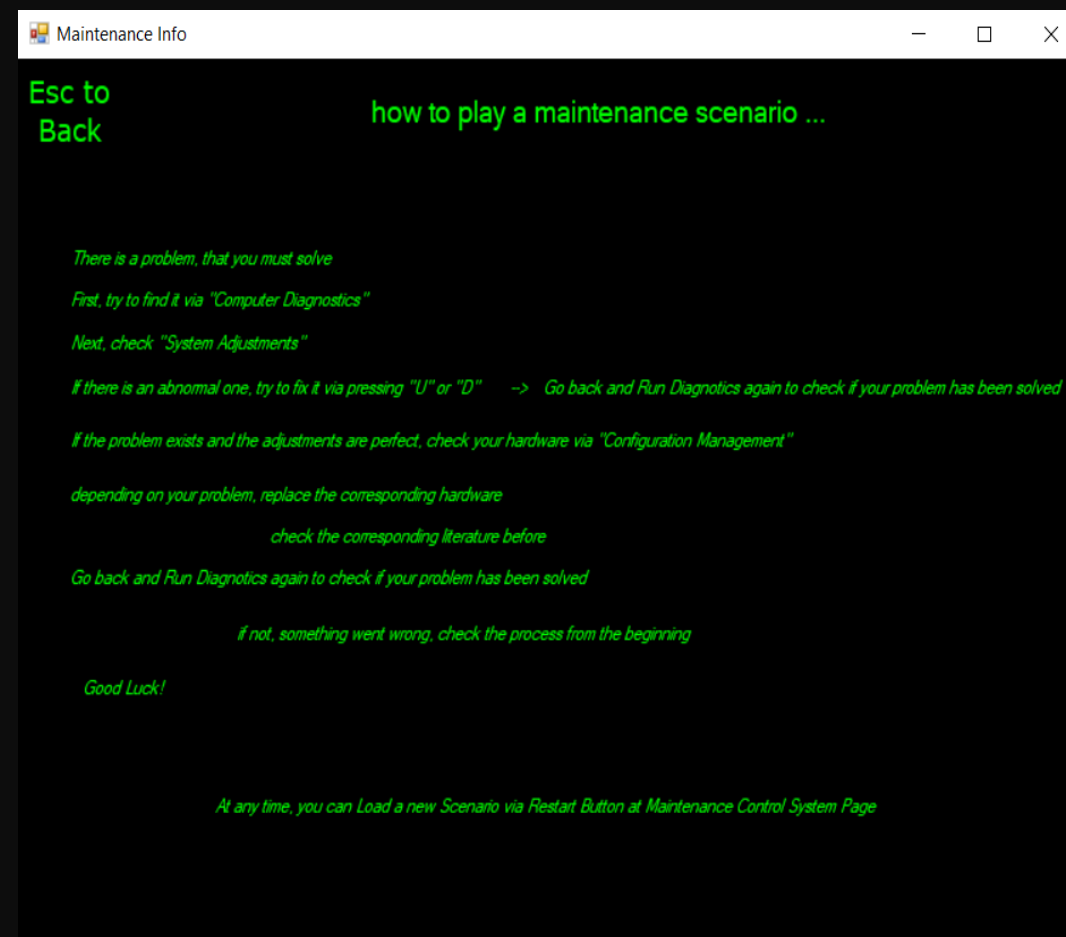 Maintenance Info
Esc to
Back
how to play a maintenance scenario ...
There is a problem, that you must solve
First, try to find it via "Computer Diagnostics"
Next, check "System Adjustments"
If there is an abnormal one, try to fix it via pressing "U" or "D" --> Go back and Run Diagnotics again to check if your problem has been solved
If the problem exists and the adjustments are perfect, check your hardware via "Configuration Management"
depending on your problem, replace the corresponding hardware
check the corresponding literature before
Go back and Run Diagnotics again to check if your problem has been solved
if not, something went wrong, check the process from the beginning
Good Luck!
At any time, you can Load a new Scenario via Restart Button at Maintenance Control System Page